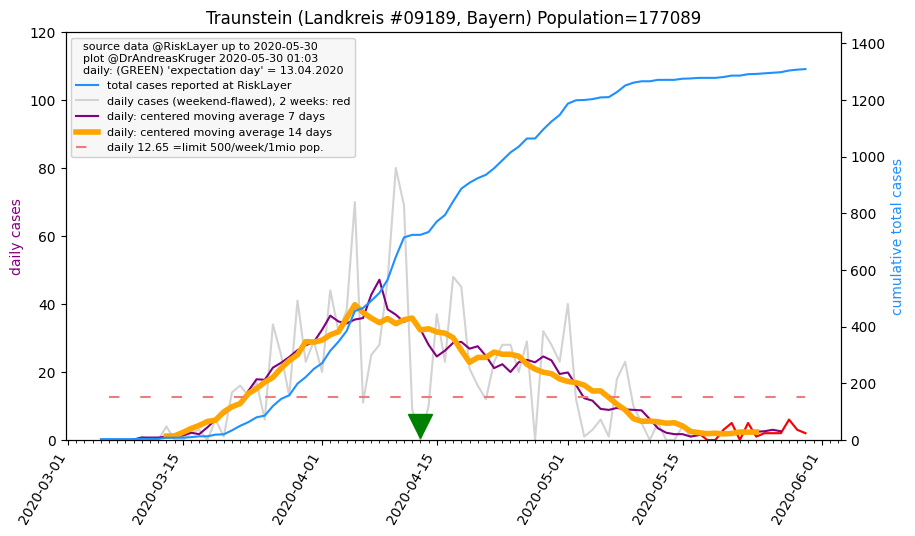 Traunstein (Landkreis #09189, Bayern) Population=177089
source data @RiskLayer up to 2020-05-30
plot @DrAndreasKruger 2020-05-30 01:03
daily: (GREEN) 'expectation day' = 13.04.2020
total cases reported at RiskLayer
daily cases (weekend-flawed), 2 weeks: red
daily: centered moving average 7 days
daily: centered moving average 14 days
daily 12.65 =limit 500/week/1mio pop.
daily cases
120
100
80
60
40
20
0
cumulative total cases
1400
1200
1000
800
600
400
200
0
2020-03-01
2020-03-15
2020-04-01
2020-04-15
2020-05-01
2020-05-15
2020-06-01